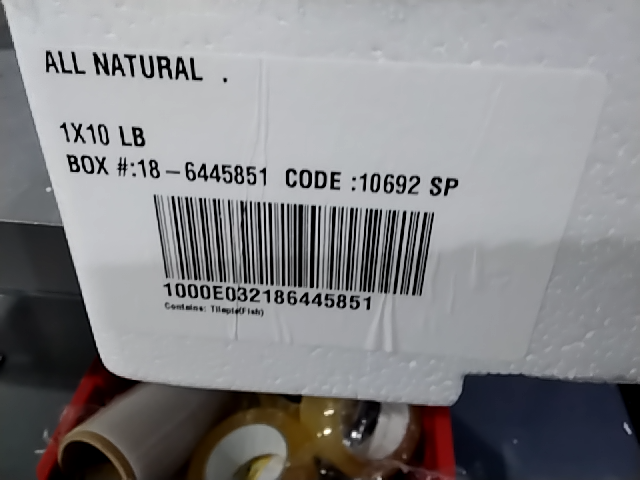 ALL NATURAL .
1X10 LB
BOX #:18-6445851 CODE :10692 SP
1000E032186445851
Contains: Tilapia(Fish)